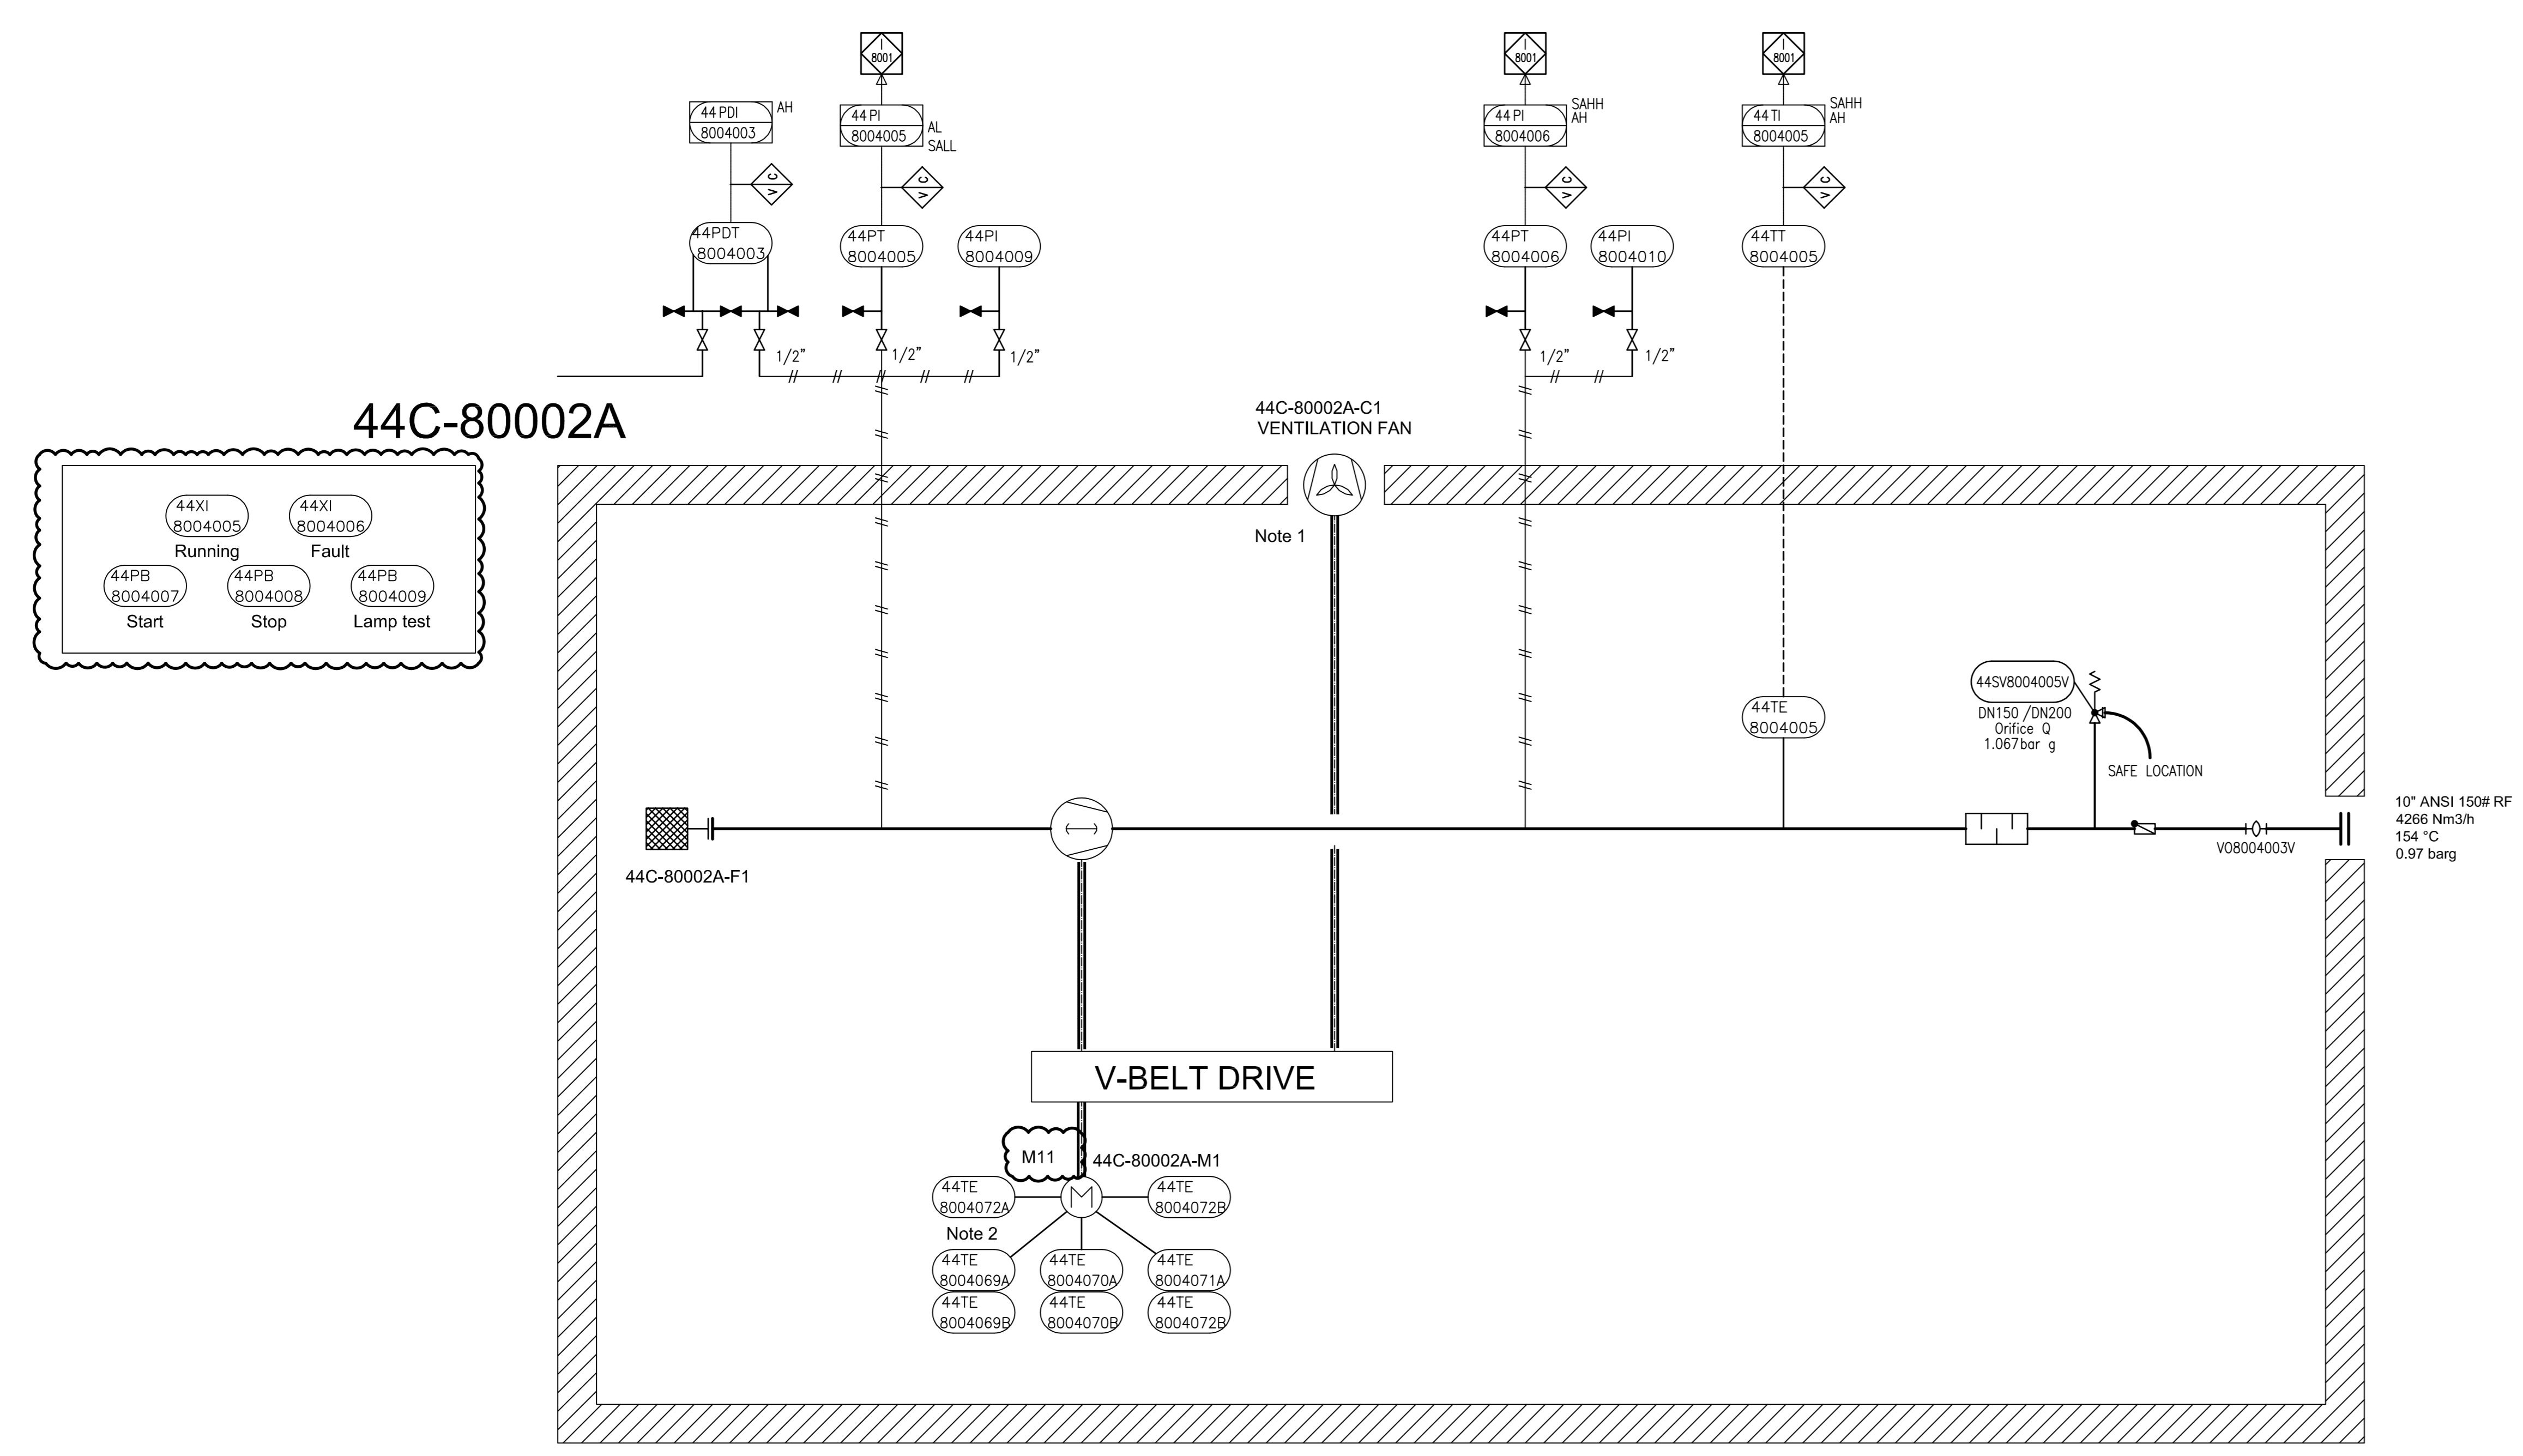 I
8001
I
8001
I
8001
44 PDI
8004003
AH
44 PI
8004005
AL
SALL
44 PI
8004006
SAHH
AH
44 TI
8004005
SAHH
AH
V C
V C
V C
V C
44PDT
8004003
44PT
8004005
44PI
8004009
44PT
8004006
44PI
8004010
44TT
8004005
1/2"
1/2"
1/2"
1/2"
1/2"
44C-80002A
44C-80002A-C1
VENTILATION FAN
44XI
8004005
Running
44XI
8004006
Fault
44PB
8004007
Start
44PB
8004008
Stop
44PB
8004009
Lamp test
Note 1
44SV8004005V
DN150 /DN200
Orifice Q
1.067bar g
44TE
8004005
SAFE LOCATION
10" ANSI 150# RF
4266 Nm3/h
154 °C
0.97 barg
VO8004003V
44C-80002A-F1
V-BELT DRIVE
M11
44C-80002A-M1
M
44TE
8004072A
44TE
8004072B
Note 2
44TE
8004069A
44TE
8004070A
44TE
8004071A
44TE
8004069B
44TE
8004070B
44TE
8004072B